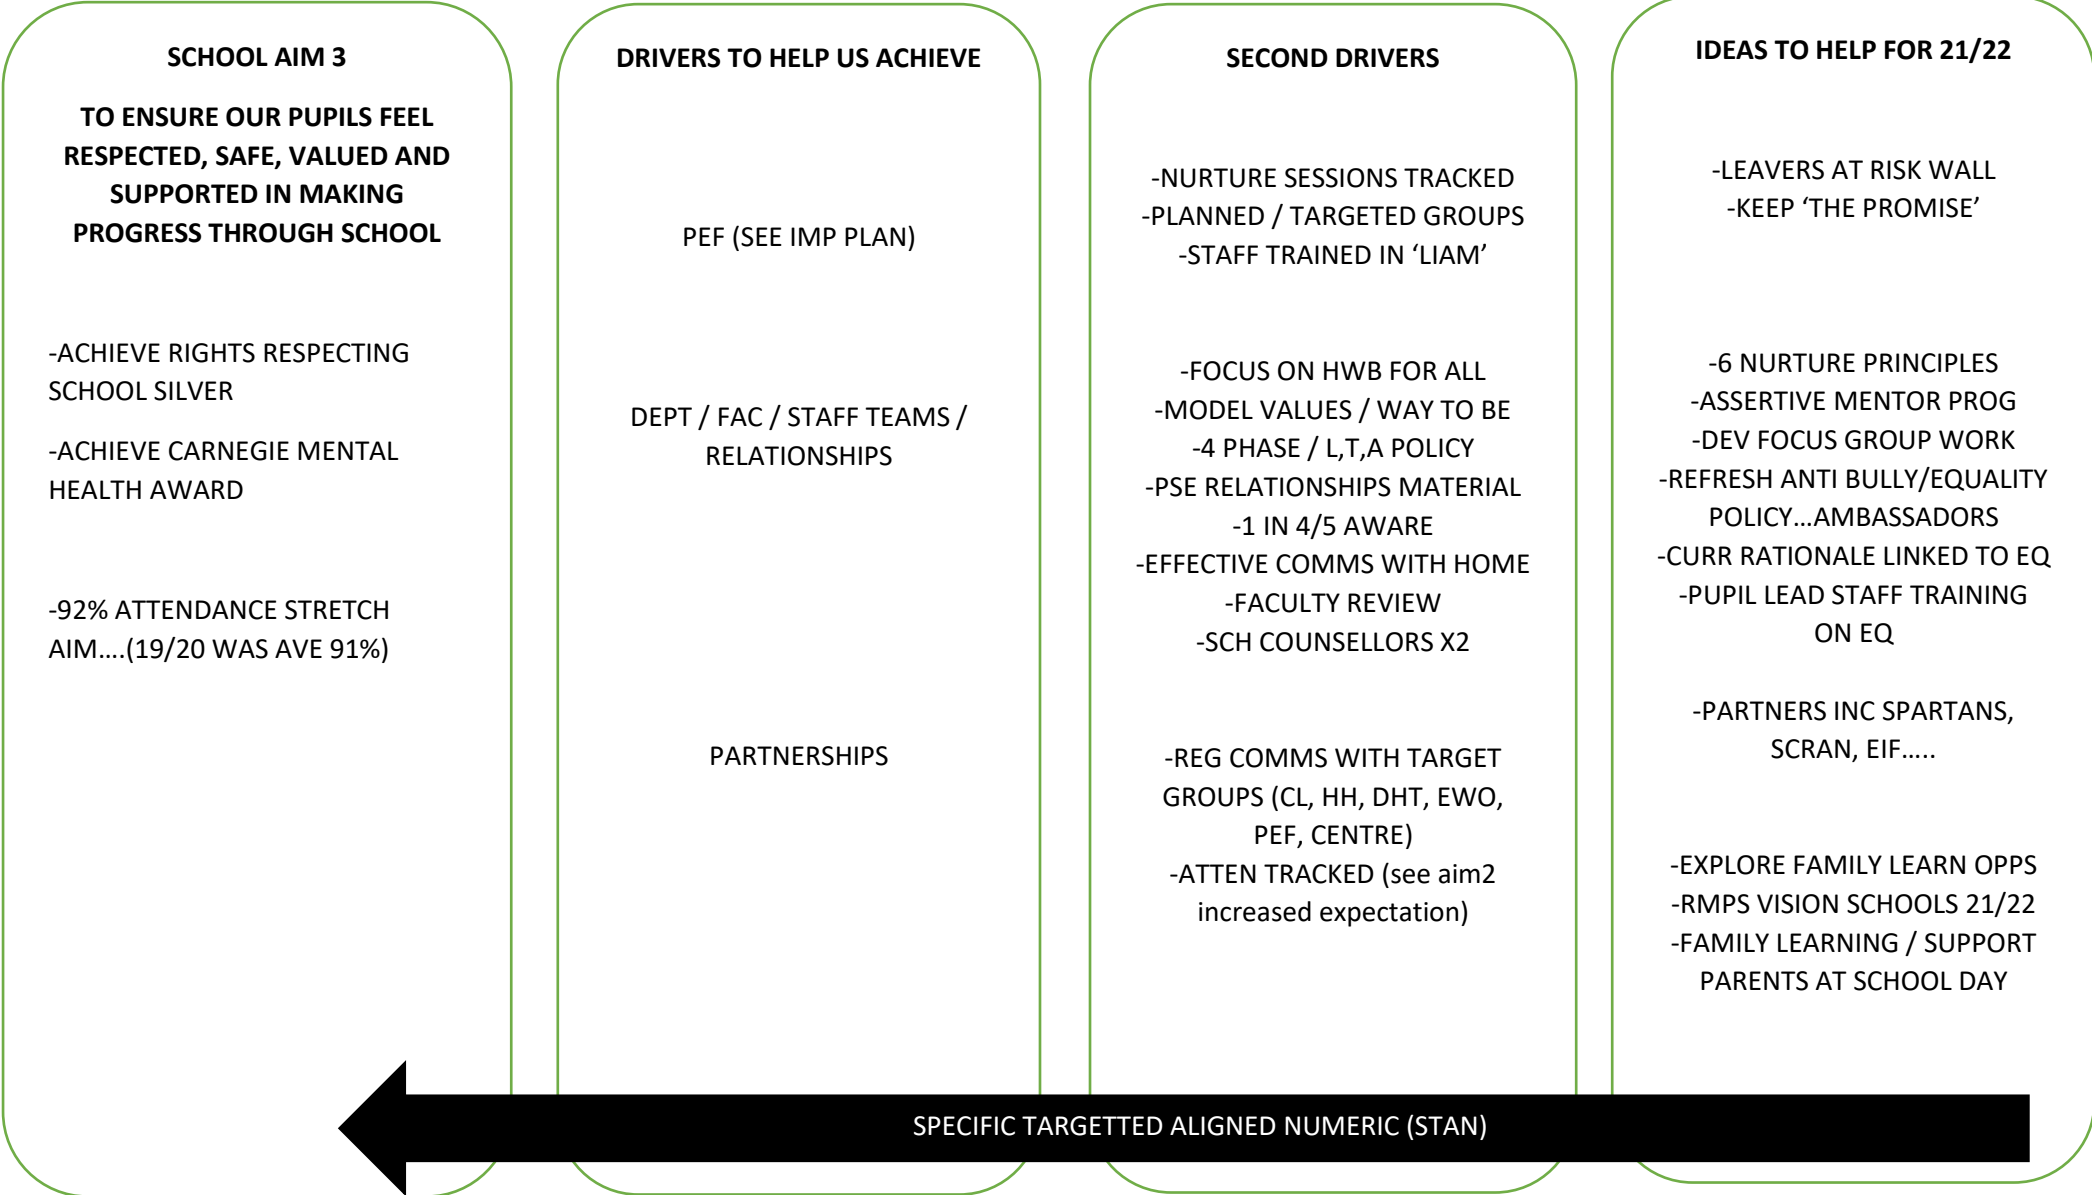 SCHOOL AIM 3
TO ENSURE OUR PUPILS FEEL
RESPECTED, SAFE, VALUED AND
SUPPORTED IN MAKING
PROGRESS THROUGH SCHOOL
-ACHIEVE RIGHTS RESPECTING
SCHOOL SILVER
-ACHIEVE CARNEGIE MENTAL
HEALTH AWARD
-92% ATTENDANCE STRETCH
AIM….(19/20 WAS AVE 91%)
DRIVERS TO HELP US ACHIEVE
PEF (SEE IMP PLAN)
DEPT / FAC / STAFF TEAMS /
RELATIONSHIPS
PARTNERSHIPS
SECOND DRIVERS
-NURTURE SESSIONS TRACKED
-PLANNED / TARGETED GROUPS
-STAFF TRAINED IN ‘LIAM’
-FOCUS ON HWB FOR ALL
-MODEL VALUES / WAY TO BE
-4 PHASE / L,T,A POLICY
-PSE RELATIONSHIPS MATERIAL
-1 IN 4/5 AWARE
-EFFECTIVE COMMS WITH HOME
-FACULTY REVIEW
-SCH COUNSELLORS X2
-REG COMMS WITH TARGET
GROUPS (CL, HH, DHT, EWO,
PEF, CENTRE)
-ATTEN TRACKED (see aim2
increased expectation)
IDEAS TO HELP FOR 21/22
-LEAVERS AT RISK WALL
-KEEP ‘THE PROMISE’
-6 NURTURE PRINCIPLES
-ASSERTIVE MENTOR PROG
-DEV FOCUS GROUP WORK
-REFRESH ANTI BULLY/EQUALITY
POLICY…AMBASSADORS
-CURR RATIONALE LINKED TO EQ
-PUPIL LEAD STAFF TRAINING
ON EQ
-PARTNERS INC SPARTANS,
SCRAN, EIF…..
-EXPLORE FAMILY LEARN OPPS
-RMPS VISION SCHOOLS 21/22
-FAMILY LEARNING / SUPPORT
PARENTS AT SCHOOL DAY
SPECIFIC TARGETTED ALIGNED NUMERIC (STAN)